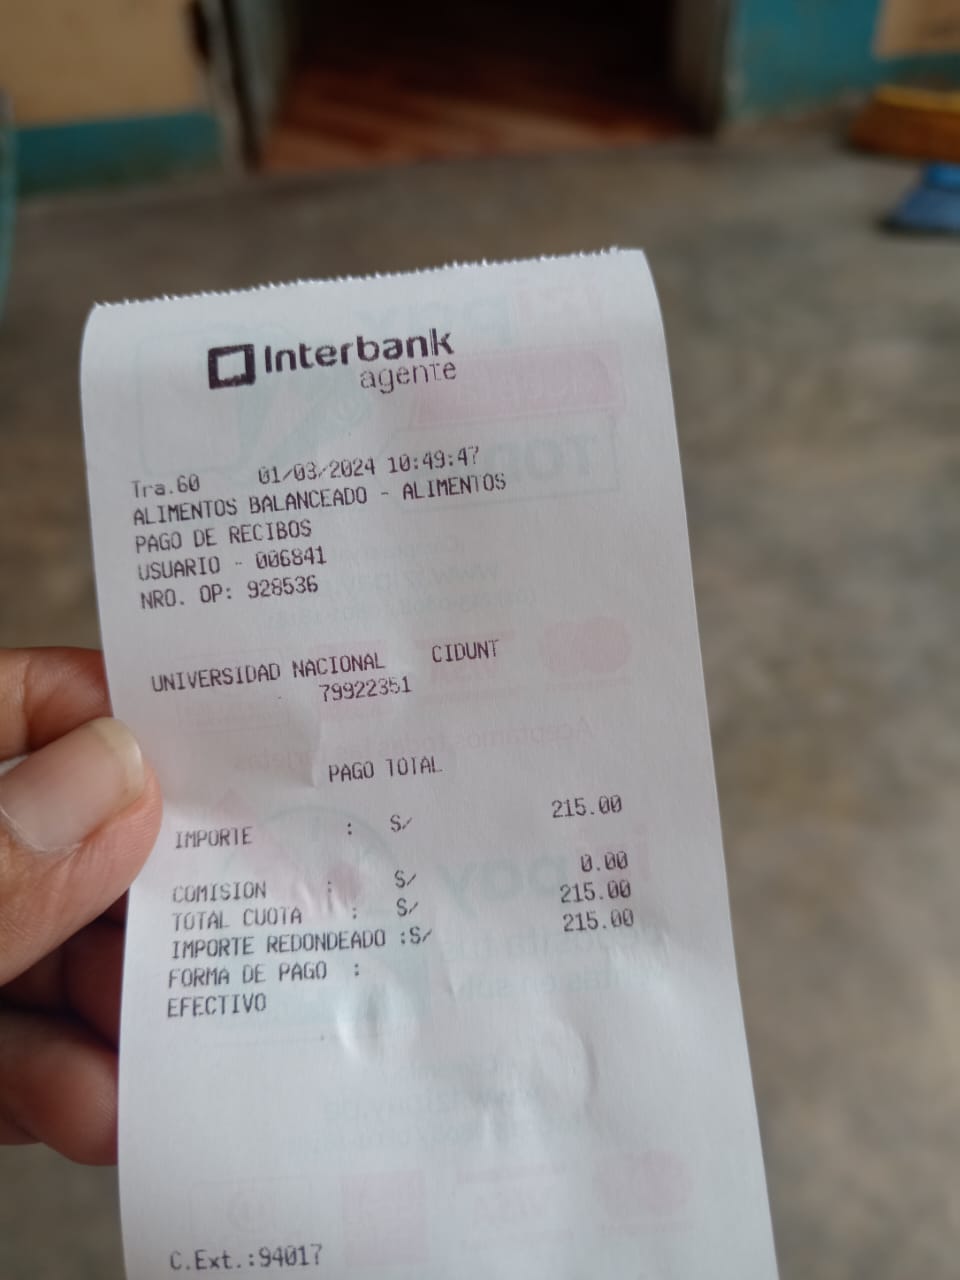 Interbank
agente
Tra.60 01/03/2024 10:49:47
ALIMENTOS BALANCEADO - ALIMENTOS
PAGO DE RECIBOS
USUARIO - 006841
NRO. OP: 928536
UNIVERSIDAD NACIONAL CIDUNT
79922351
PAGO TOTAL
IMPORTE : S/ 215.00
COMISION : S/ 0.00
TOTAL CUOTA : S/ 215.00
IMPORTE REDONDEADO :S/ 215.00
FORMA DE PAGO :
EFECTIVO
C.Ext.:94017